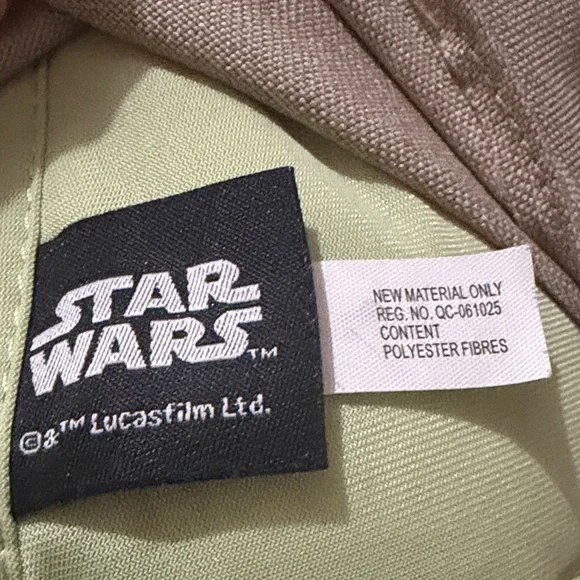 STAR
WARS™
©&™ Lucasfilm Ltd.
NEW MATERIAL ONLY
REG. NO. QC-061025
CONTENT
POLYESTER FIBRES